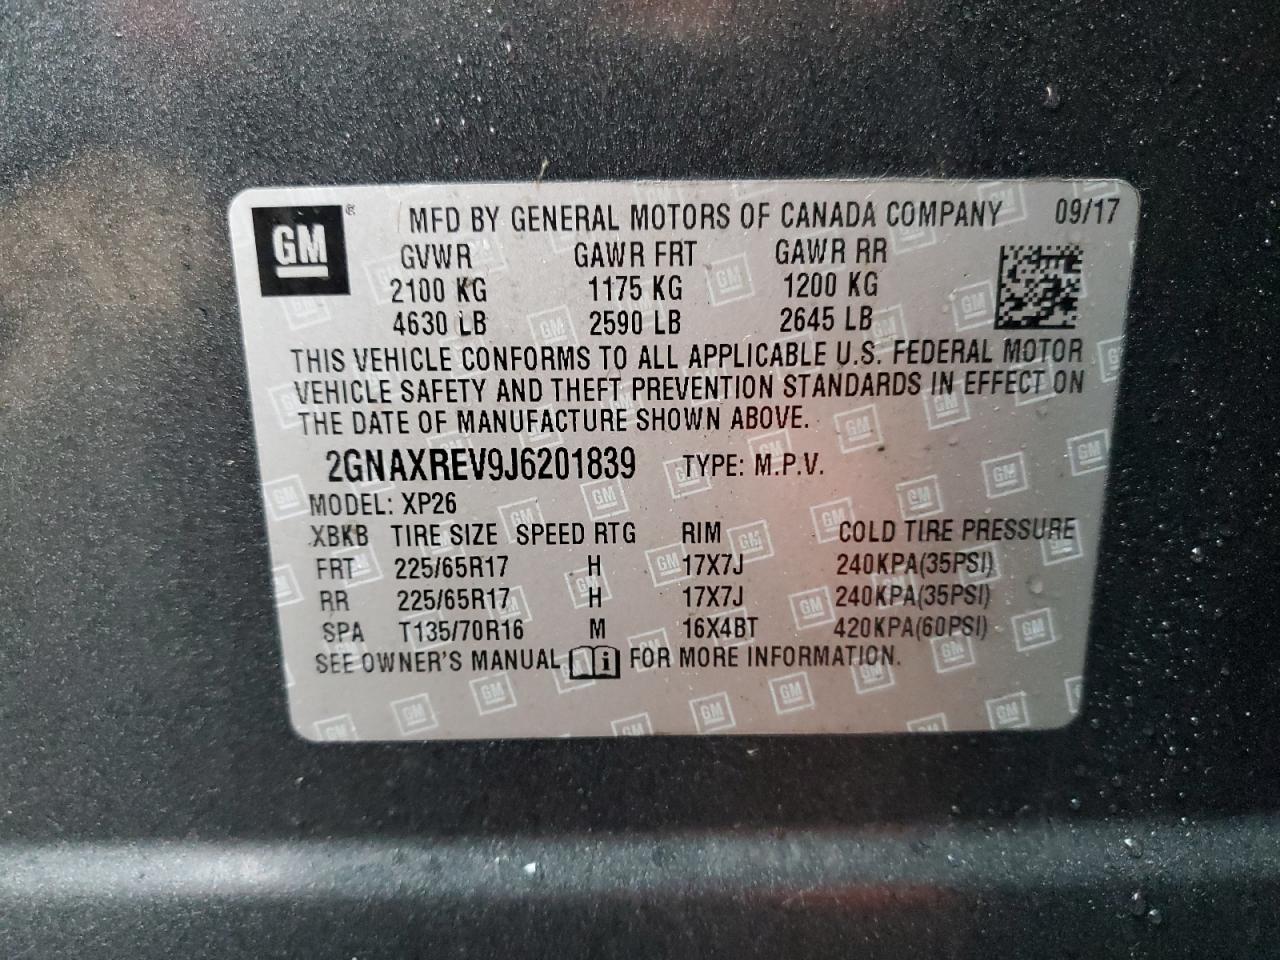 GM® MFD BY GENERAL MOTORS OF CANADA COMPANY 09/17
GVWR GAWR FRT GAWR RR
2100 KG 1175 KG 1200 KG
4630 LB 2590 LB 2645 LB
THIS VEHICLE CONFORMS TO ALL APPLICABLE U.S. FEDERAL MOTOR
VEHICLE SAFETY AND THEFT PREVENTION STANDARDS IN EFFECT ON
THE DATE OF MANUFACTURE SHOWN ABOVE.
2GNAXREV9J6201839 TYPE: M.P.V.
MODEL: XP26
XBKB TIRE SIZE SPEED RTG RIM COLD TIRE PRESSURE
FRT 225/65R17 H 17X7J 240KPA(35PSI)
RR 225/65R17 H 17X7J 240KPA(35PSI)
SPA T135/70R16 M 16X4BT 420KPA(60PSI)
SEE OWNER'S MANUAL i FOR MORE INFORMATION.